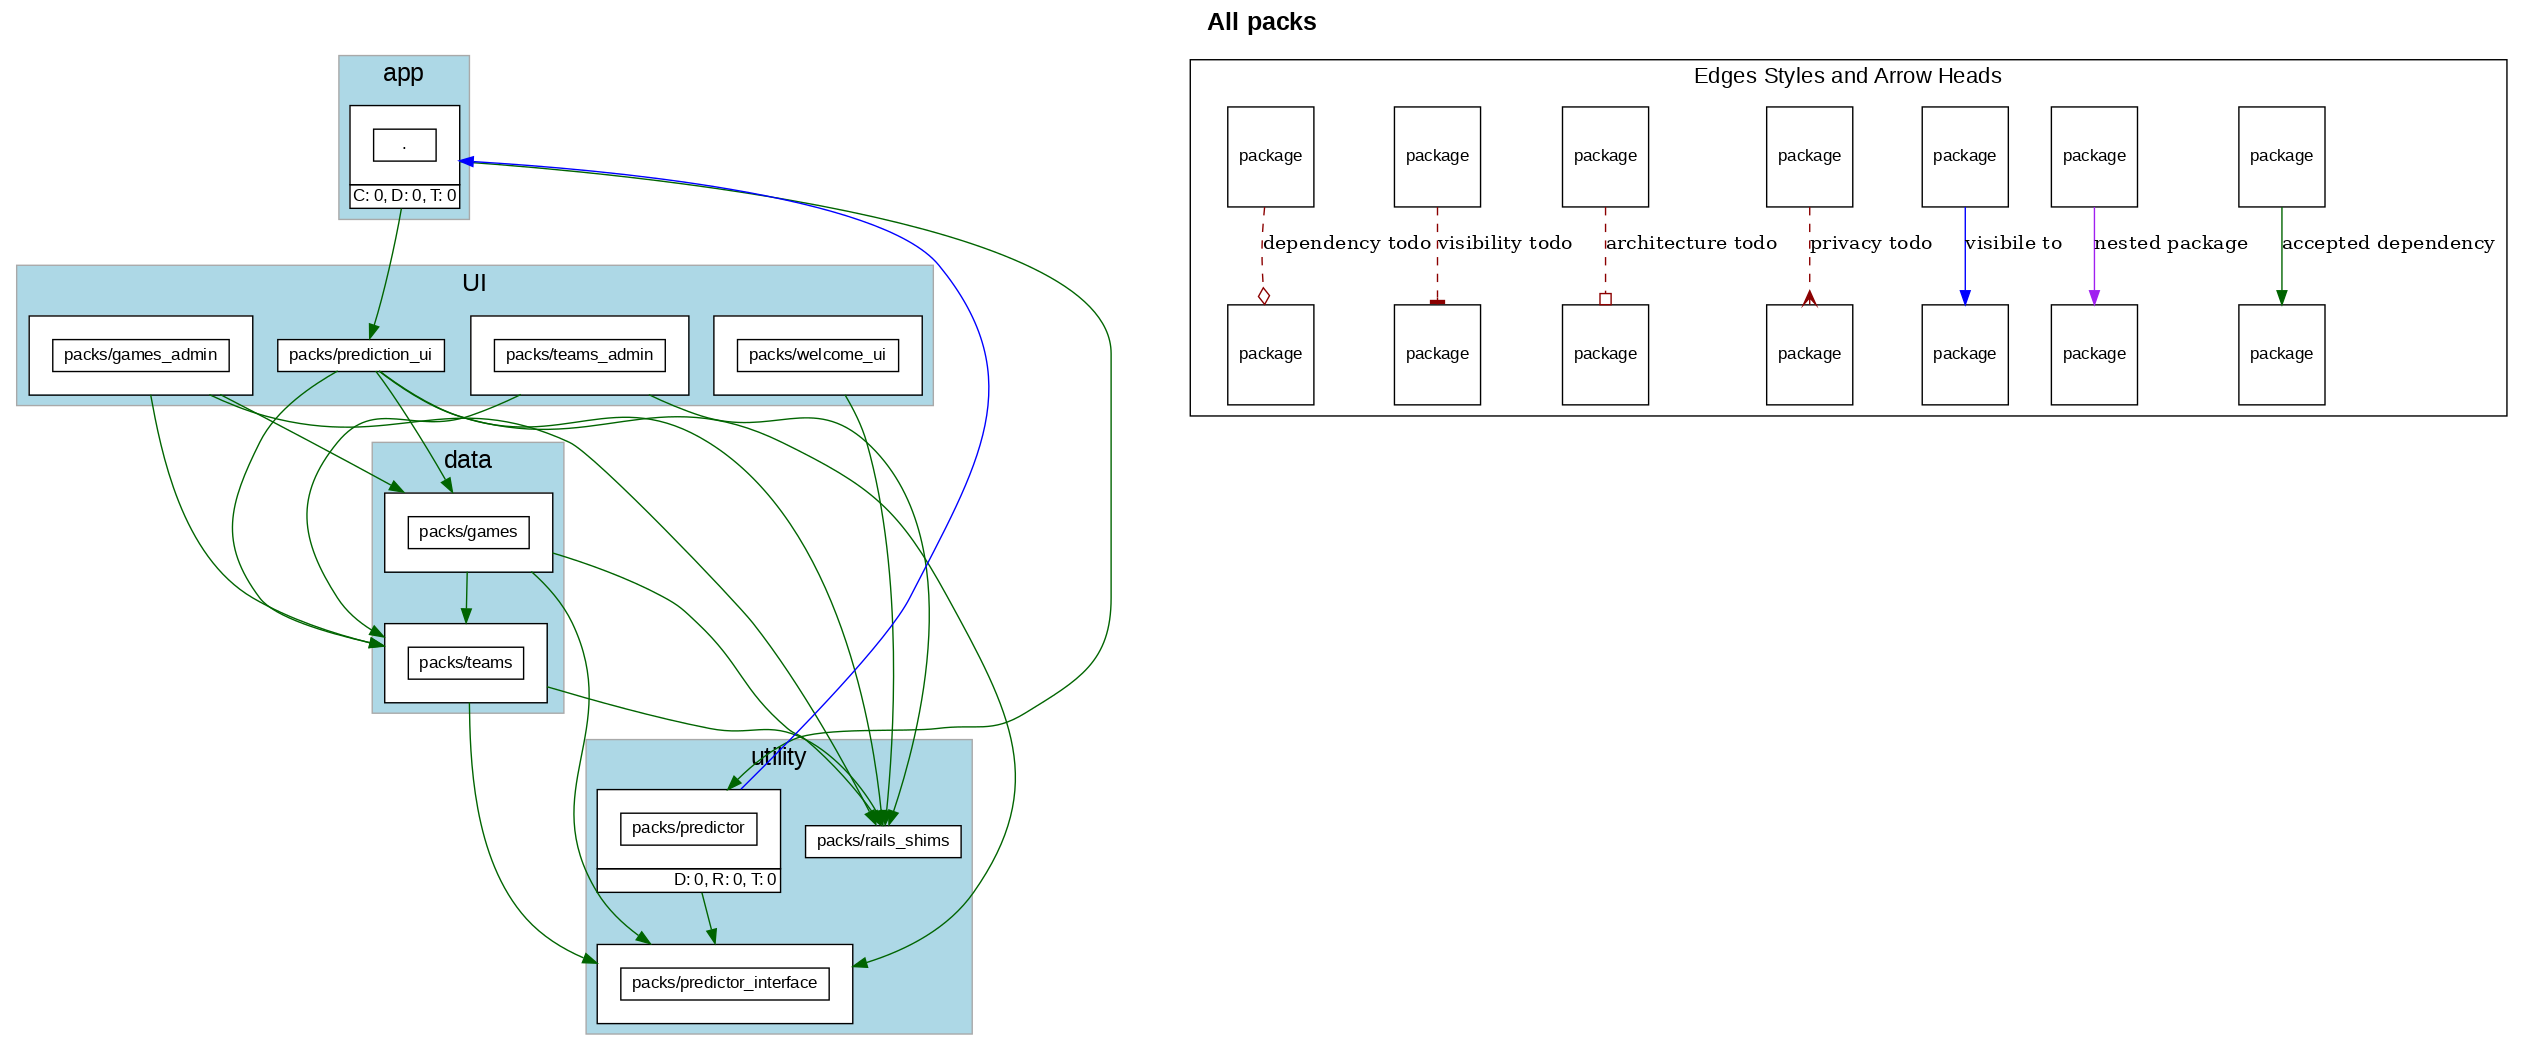 All packs
app
.
C: 0, D: 0, T: 0
UI
packs/games_admin
packs/prediction_ui
packs/teams_admin
packs/welcome_ui
data
packs/games
packs/teams
utility
packs/predictor
D: 0, R: 0, T: 0
packs/rails_shims
packs/predictor_interface
Edges Styles and Arrow Heads
package package package package package package package
dependency todo visibility todo architecture todo privacy todo visibile to nested package accepted dependency
package package package package package package package